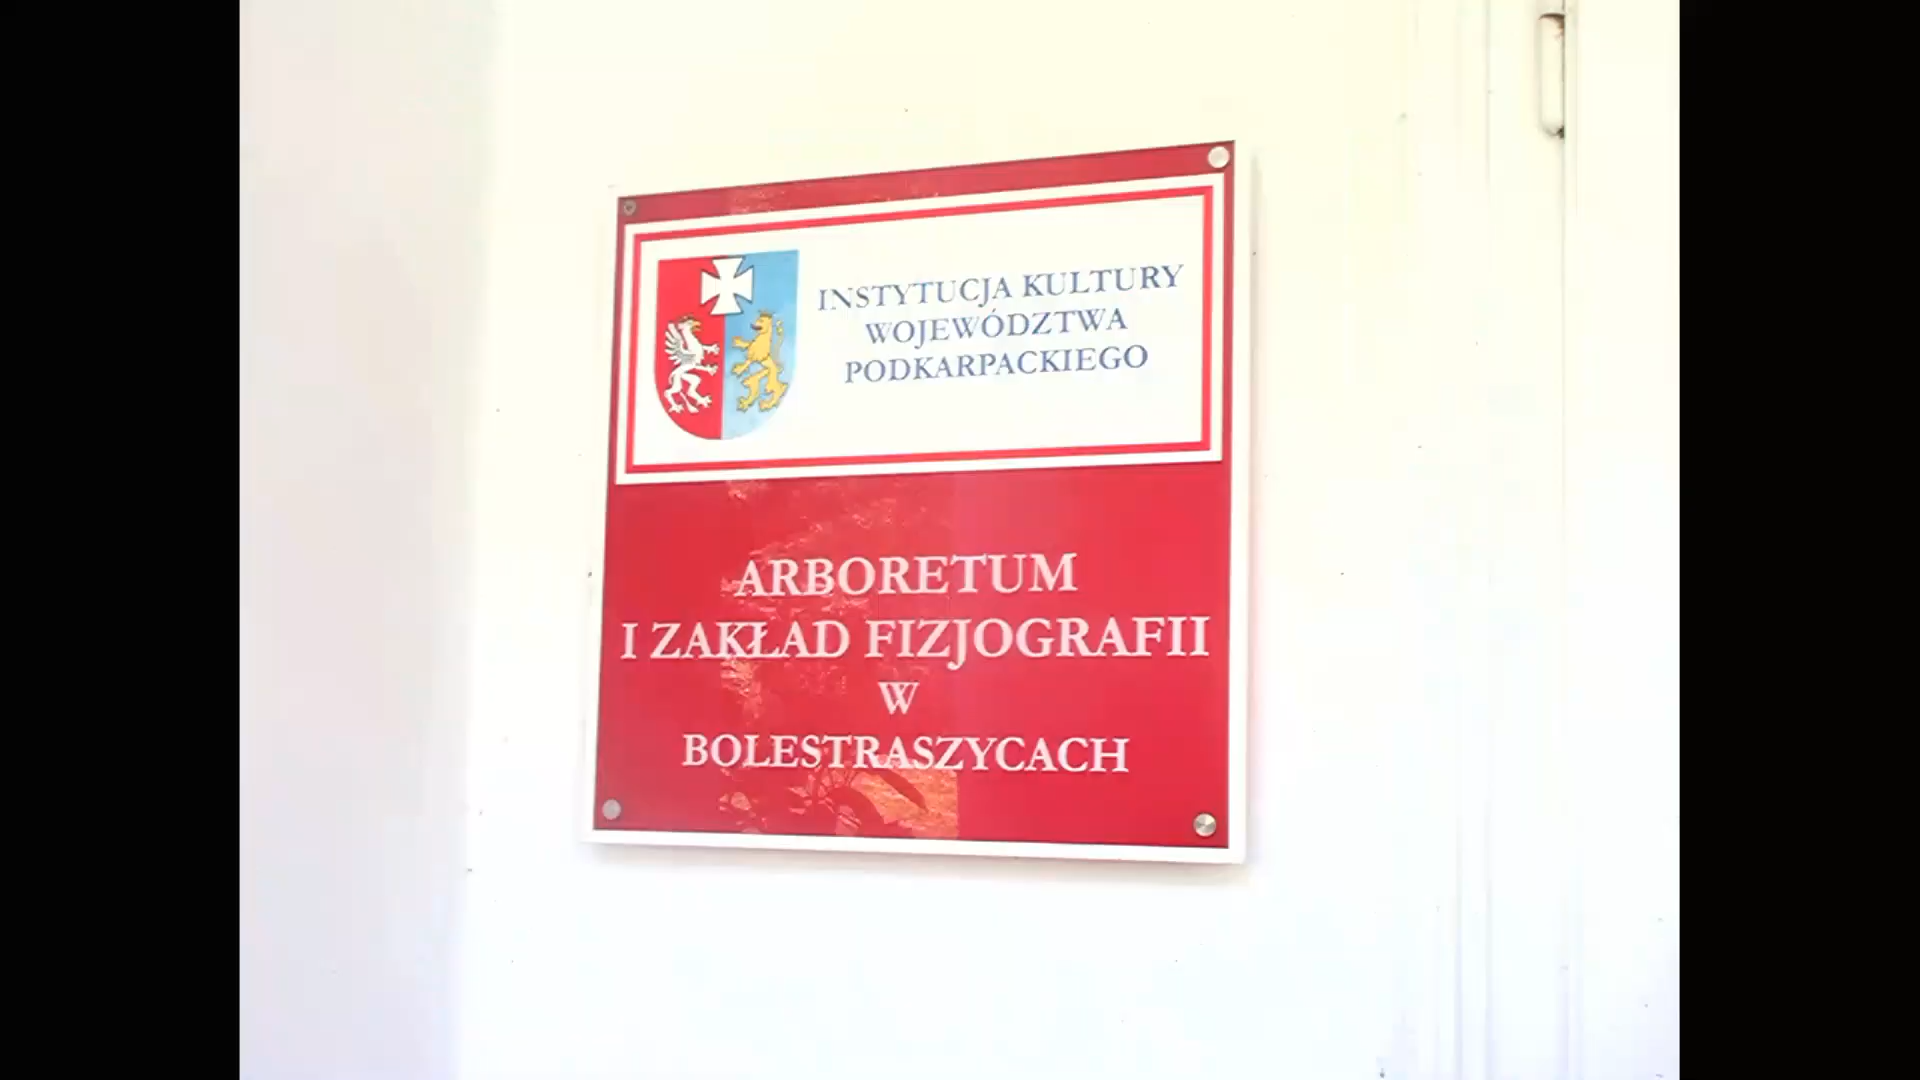 INSTYTUCJA KULTURY
WOJEWÓDZTWA
PODKARPACKIEGO
ARBORETUM
I ZAKŁAD FIZJOGRAFII
W
BOLESTRASZYCACH